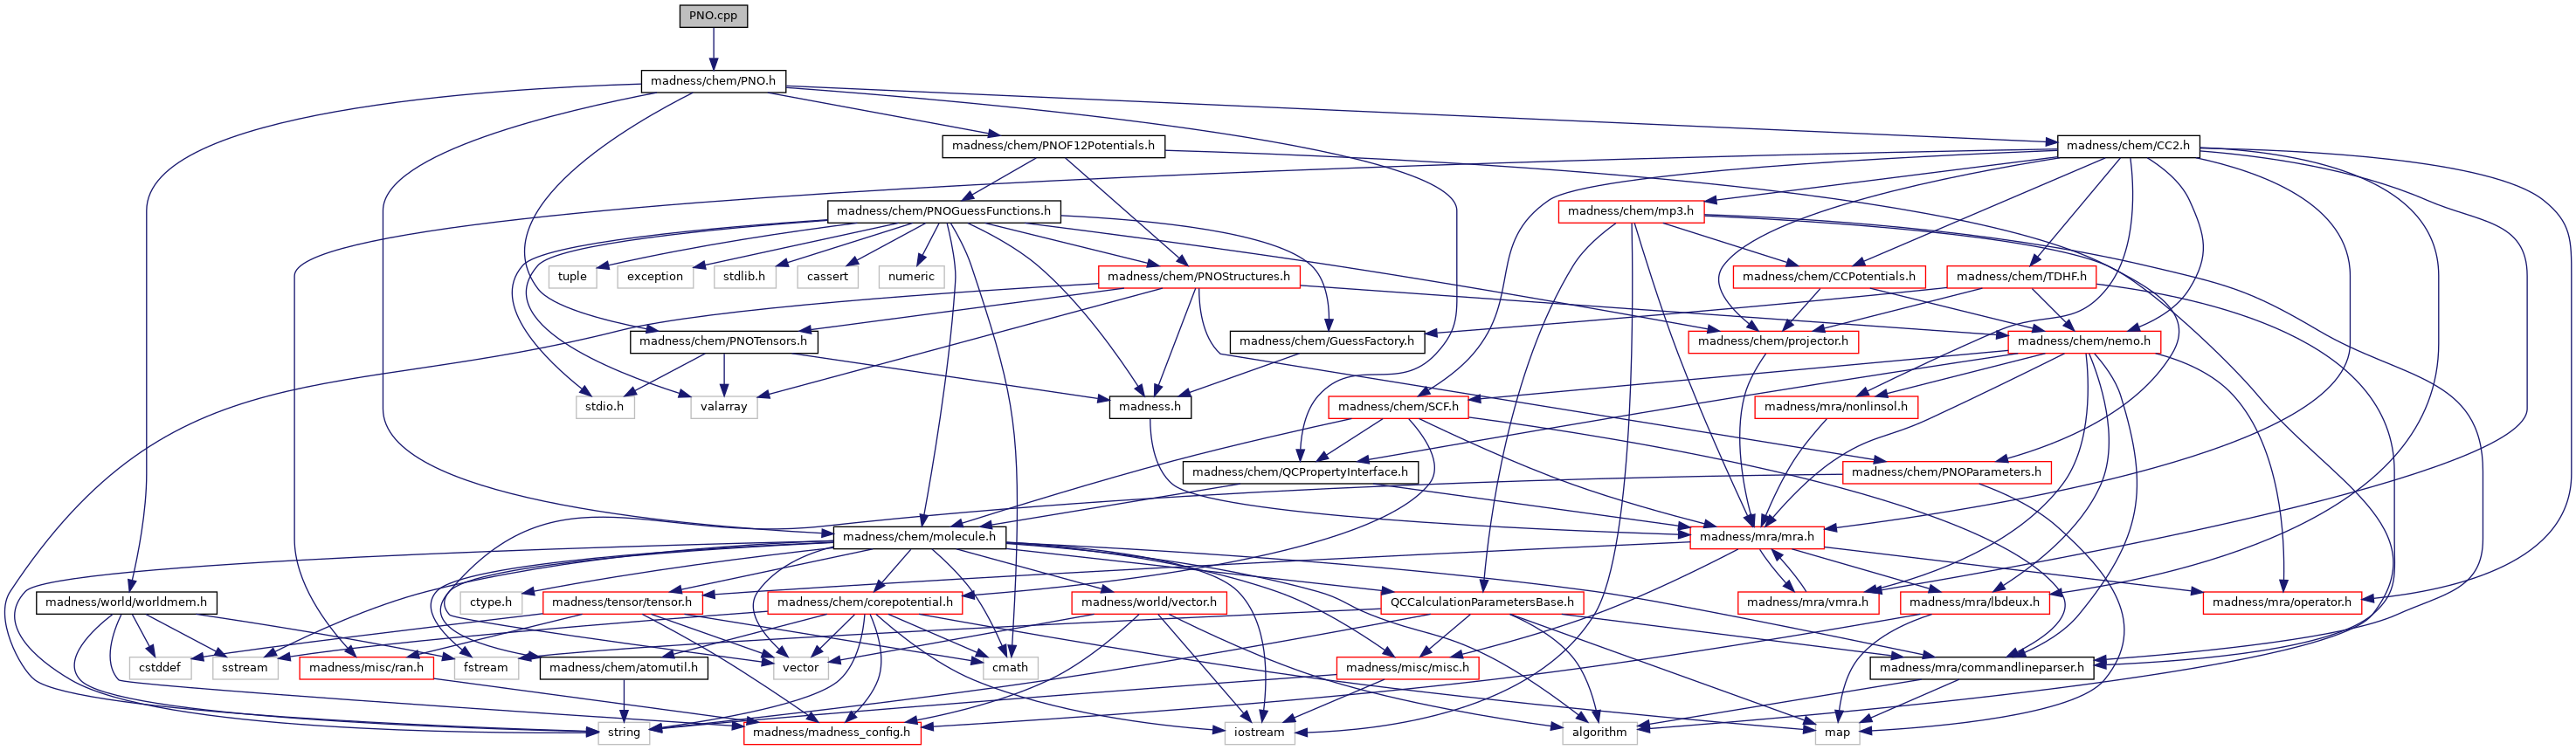 PNO.cpp
madness/chem/PNO.h
madness/chem/PNOF12Potentials.h
madness/chem/CC2.h
madness/chem/PNOGuessFunctions.h
madness/chem/mp3.h
tuple
exception
stdlib.h
cassert
numeric
madness/chem/PNOStructures.h
madness/chem/CCPotentials.h
madness/chem/TDHF.h
madness/chem/PNOTensors.h
madness/chem/GuessFactory.h
madness/chem/projector.h
madness/chem/nemo.h
stdio.h
valarray
madness.h
madness/chem/SCF.h
madness/mra/nonlinsol.h
madness/chem/QCPropertyInterface.h
madness/chem/PNOParameters.h
madness/chem/molecule.h
madness/mra/mra.h
madness/world/worldmem.h
ctype.h
madness/tensor/tensor.h
madness/chem/corepotential.h
madness/world/vector.h
QCCalculationParametersBase.h
madness/mra/vmra.h
madness/mra/lbdeux.h
madness/mra/operator.h
cstddef
sstream
madness/misc/ran.h
fstream
madness/chem/atomutil.h
vector
cmath
madness/misc/misc.h
madness/mra/commandlineparser.h
string
madness/madness_config.h
iostream
algorithm
map